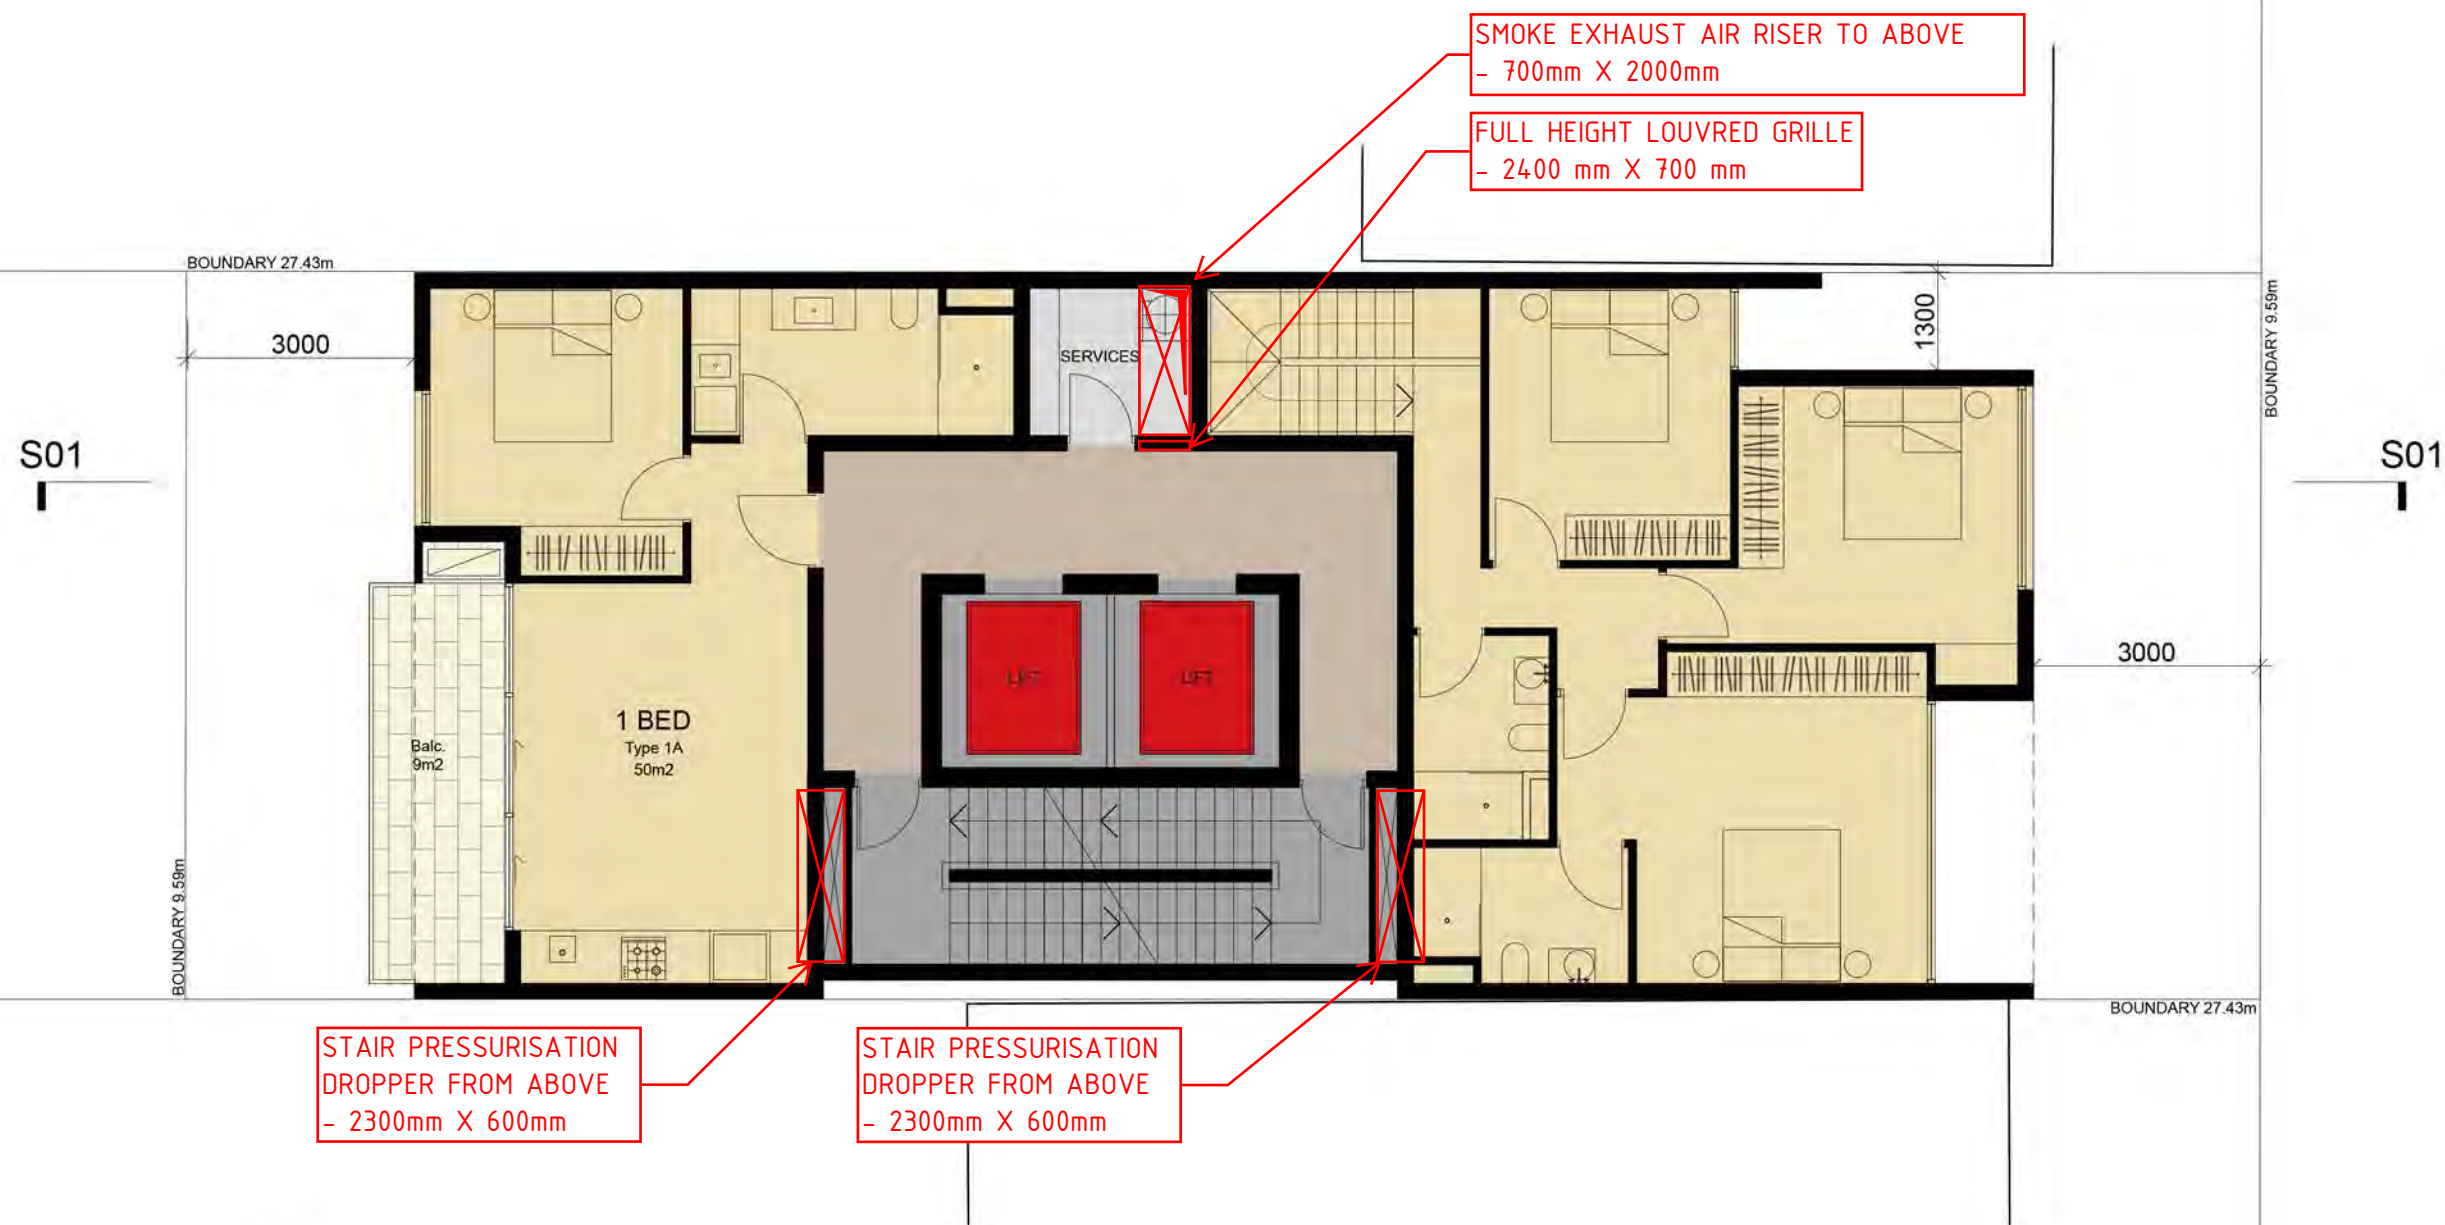 SMOKE EXHAUST AIR RISER TO ABOVE
- 700mm X 2000mm
FULL HEIGHT LOUVRED GRILLE
- 2400 mm X 700 mm
BOUNDARY 27.43m
BOUNDARY 9.59m
1300
3000
SERVICES
S01
S01
3000
LIFT
LIFT
1 BED
Type 1A
50m2
Balc.
9m2
BOUNDARY 9.59m
BOUNDARY 27.43m
STAIR PRESSURISATION
DROPPER FROM ABOVE
- 2300mm X 600mm
STAIR PRESSURISATION
DROPPER FROM ABOVE
- 2300mm X 600mm